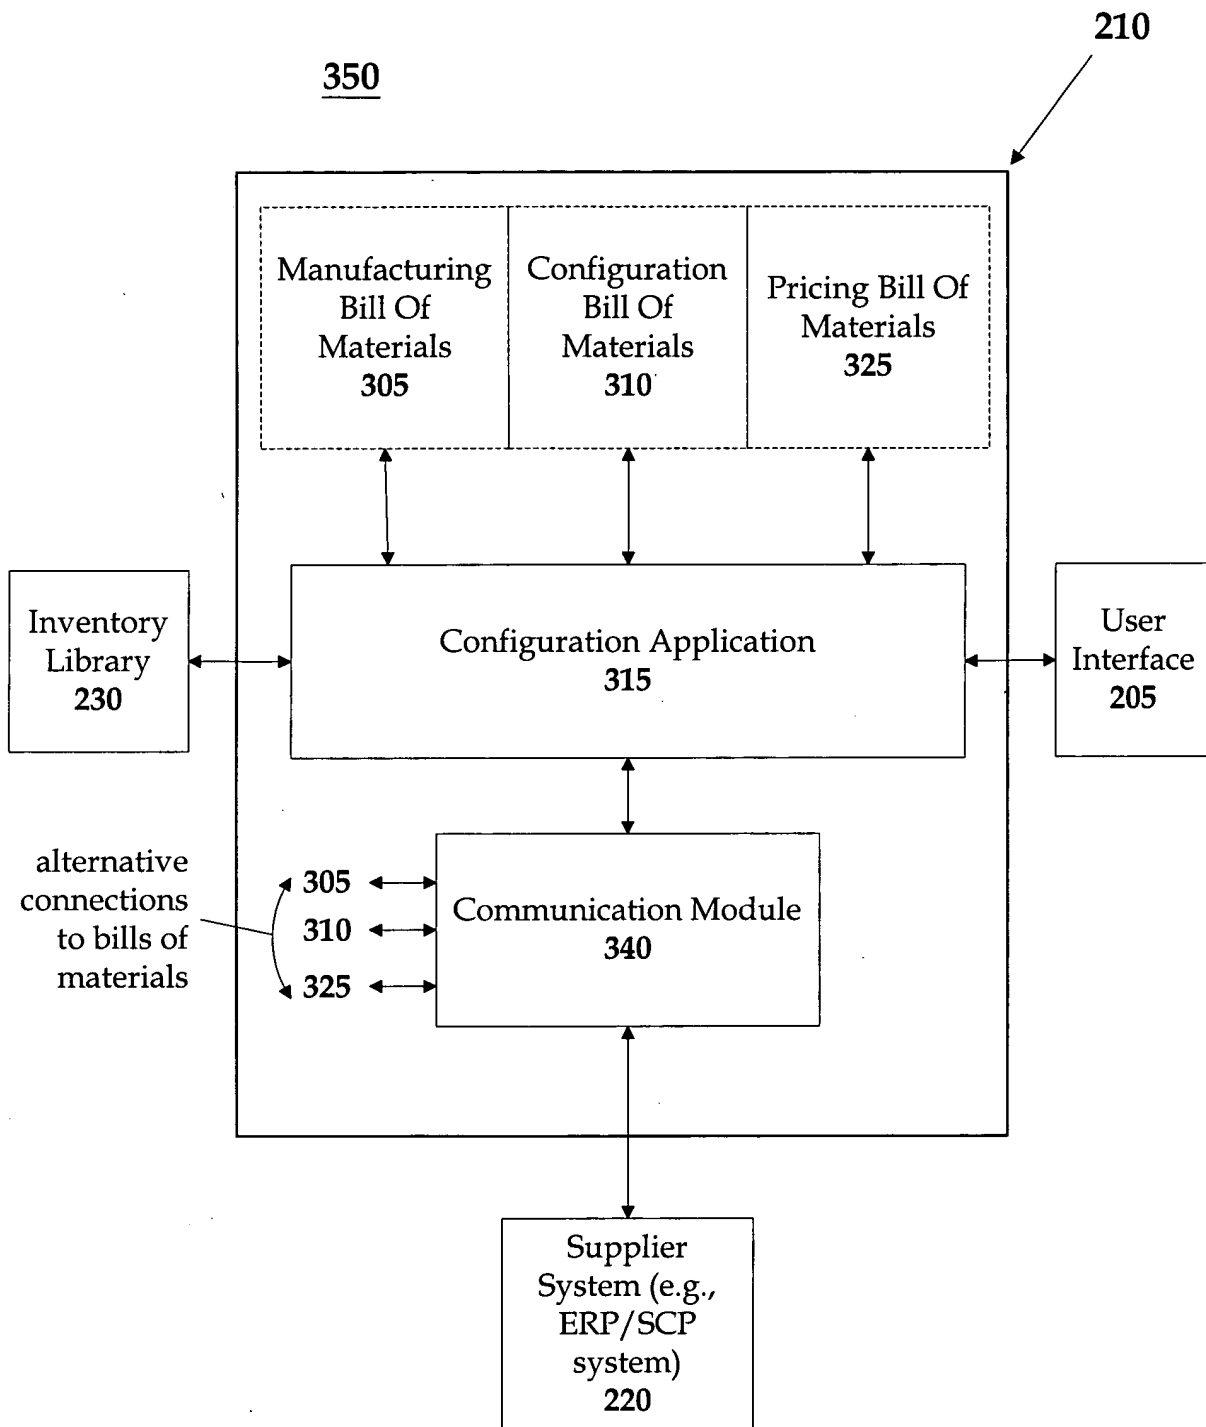 210
350
Manufacturing
Bill Of
Materials
305
Configuration
Bill Of
Materials
310
Pricing Bill Of
Materials
325
Inventory
Library
230
Configuration Application
315
User
Interface
205
alternative
connections
to bills of
materials
305
310
325
Communication Module
340
Supplier
System (e.g.,
ERP/SCP
system)
220